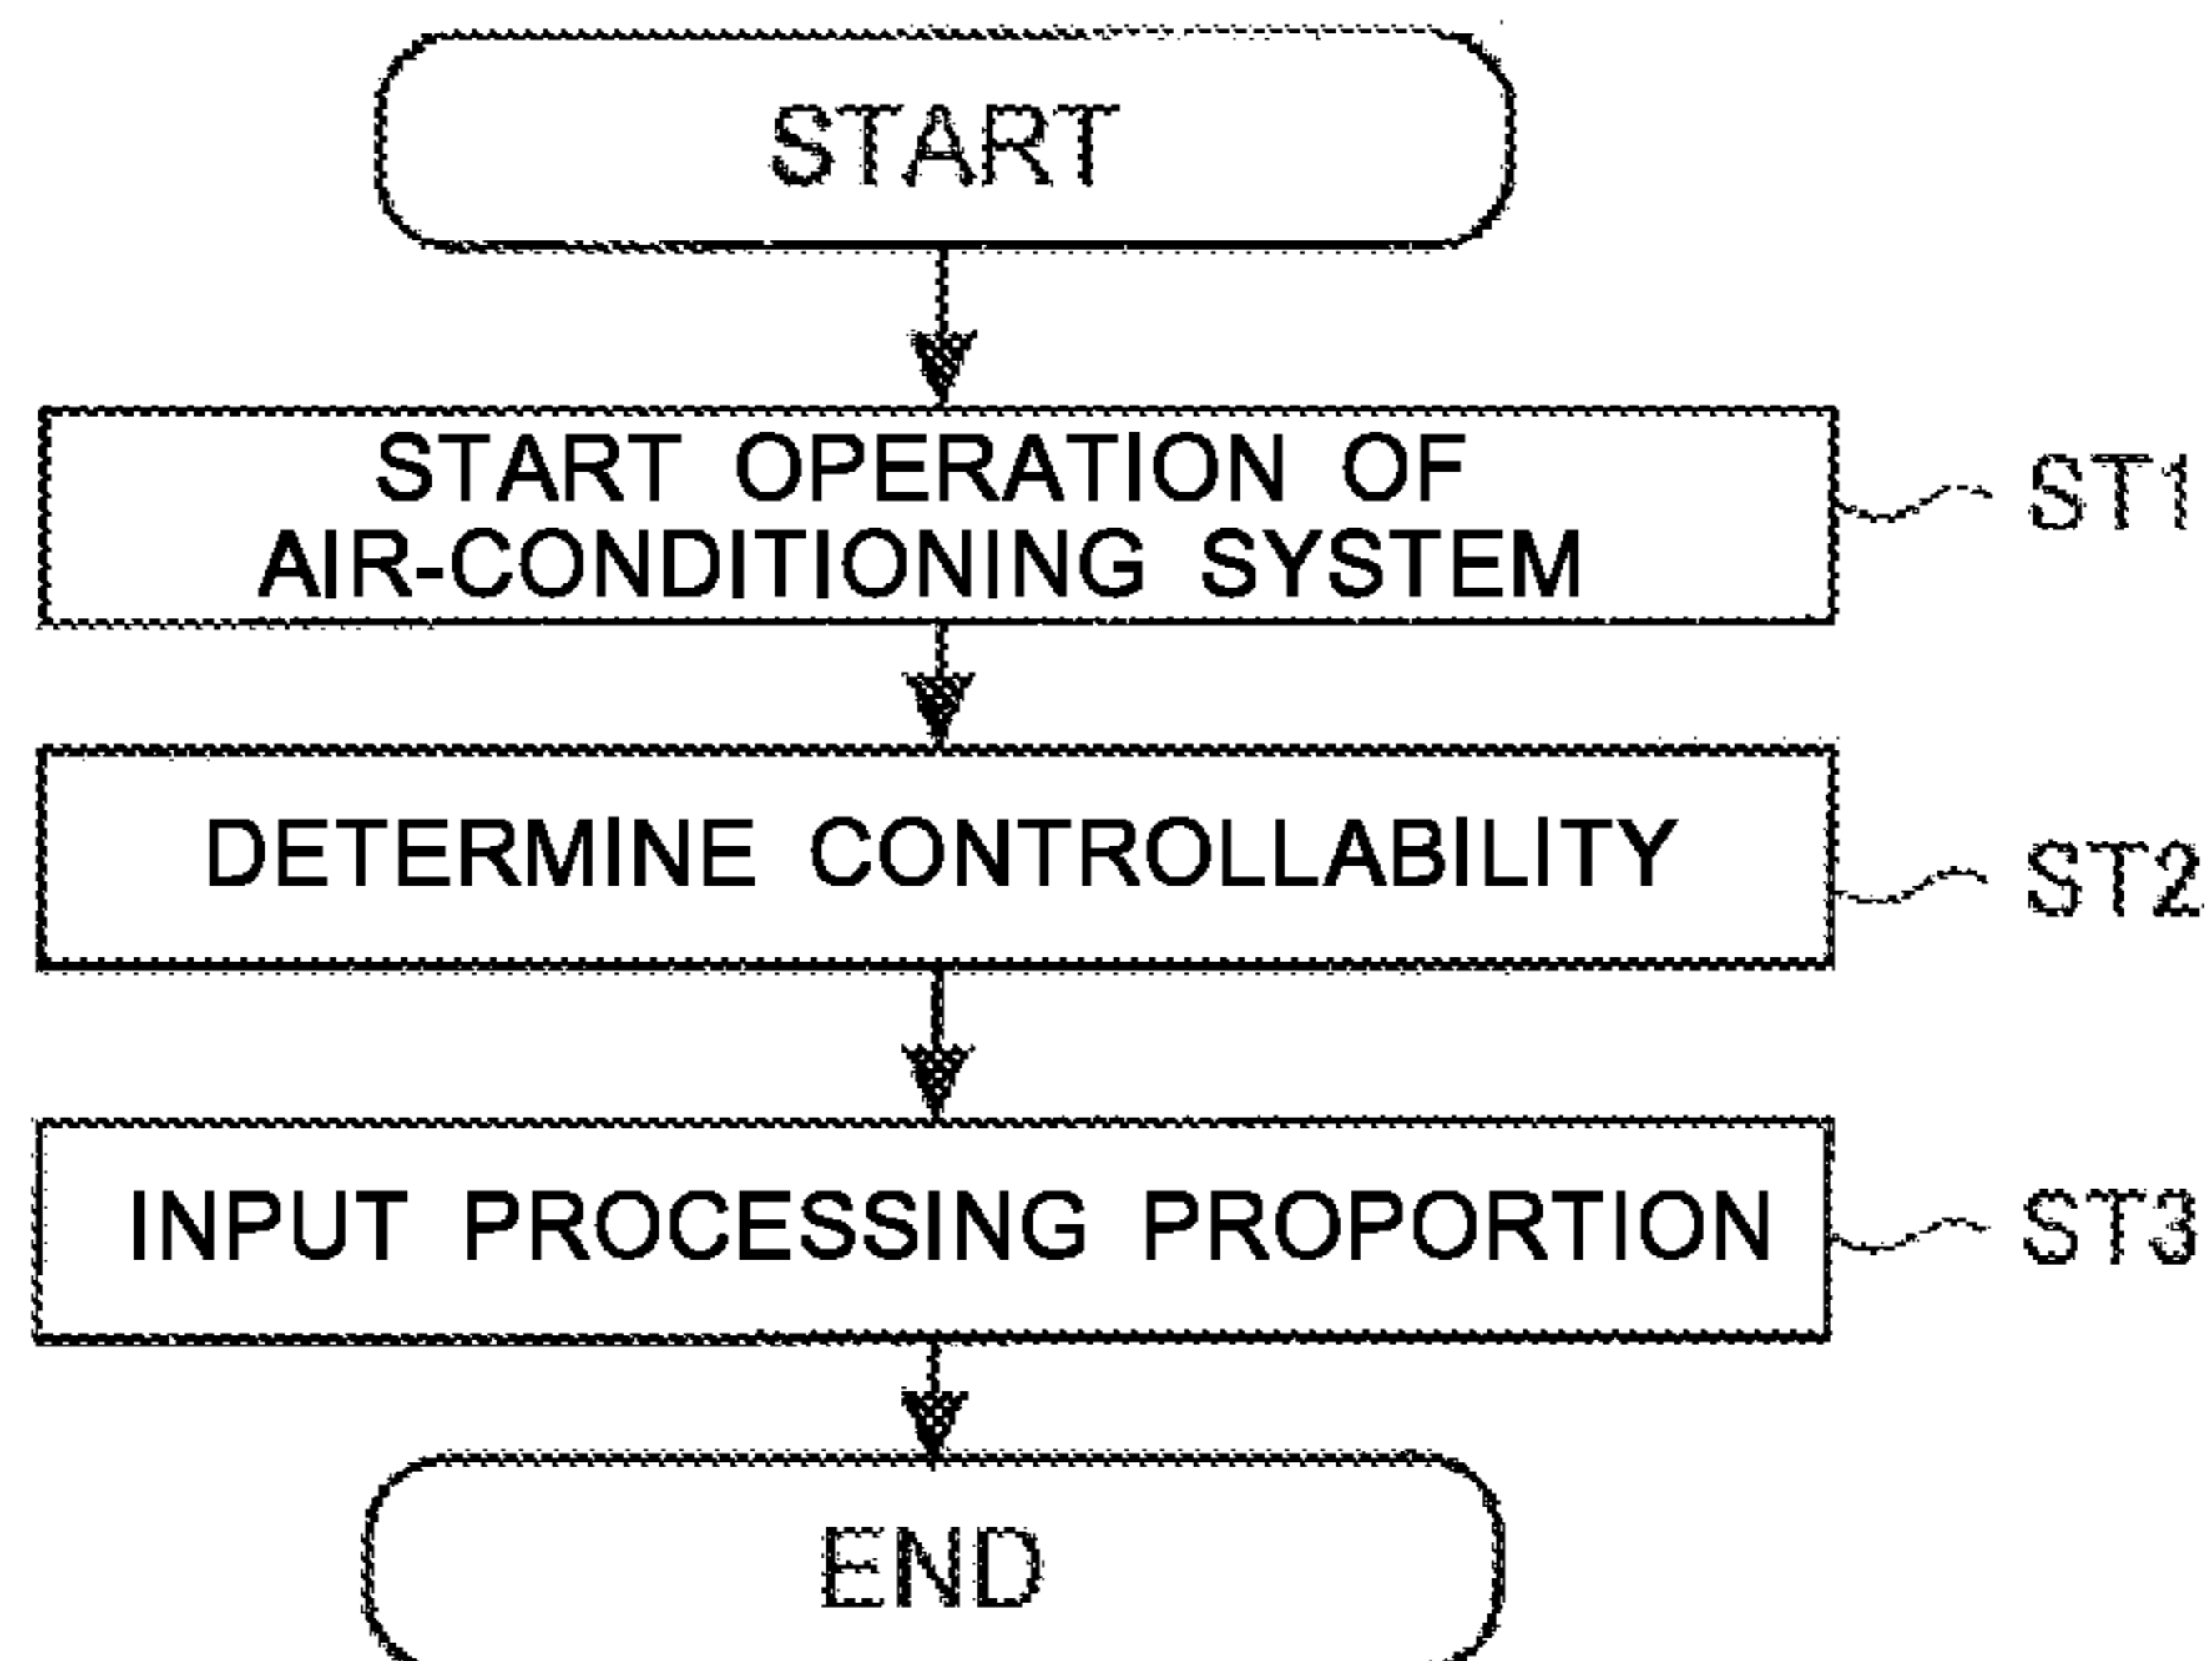 START
START OPERATION OF
AIR-CONDITIONING SYSTEM
ST1
DETERMINE CONTROLLABILITY
ST2
INPUT PROCESSING PROPORTION
ST3
END